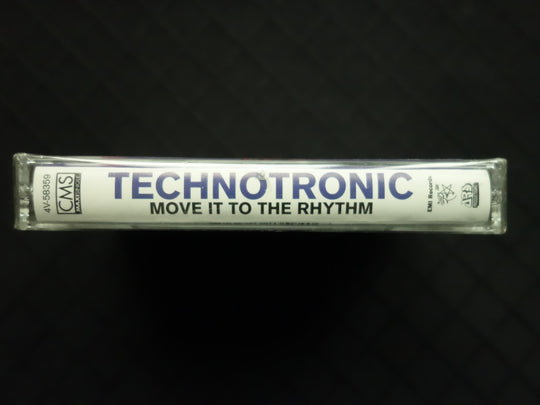 4V-58359
CMS
TECHNOTRONIC
MOVE IT TO THE RHYTHM
EMI Records